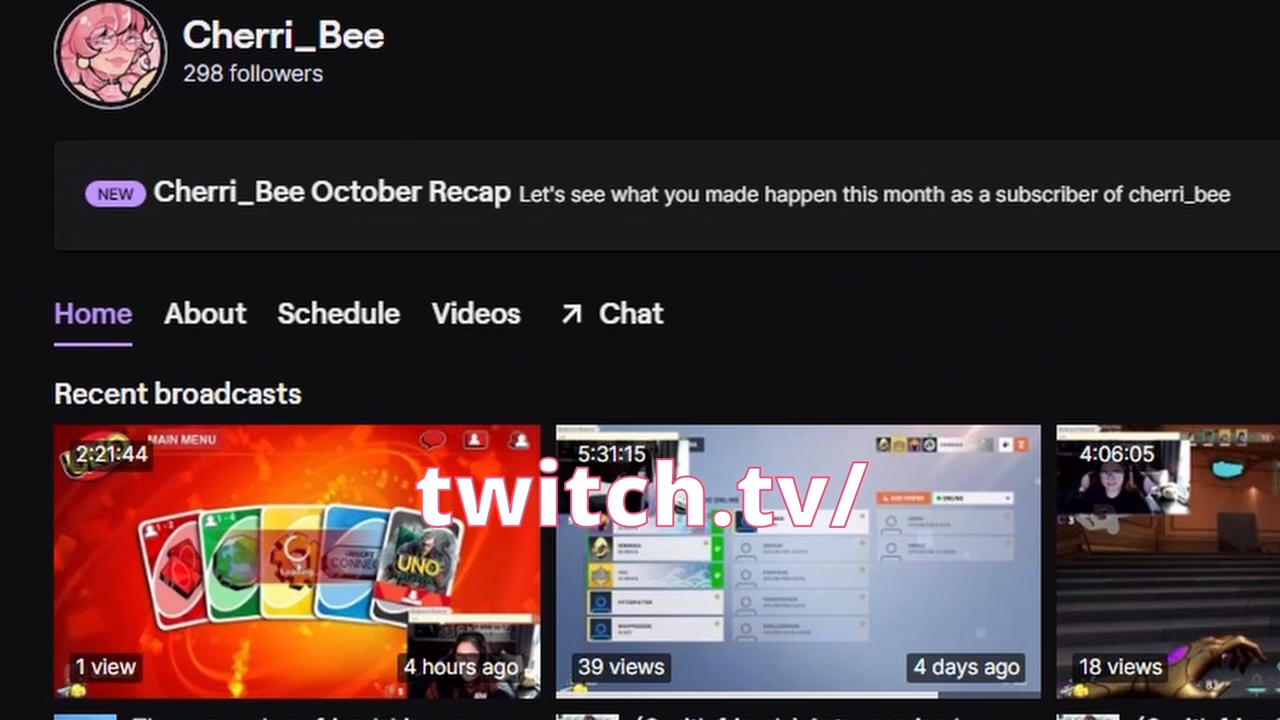 Cherri_Bee
298 followers
NEW Cherri_Bee October Recap Let's see what you made happen this month as a subscriber of cherri_bee
Home About Schedule Videos Chat
Recent broadcasts
2:21:44 MAIN MENU
5:31:15
4:06:05
twitch.tv/
UNO
1 view
4 hours ago
39 views
4 days ago
18 views